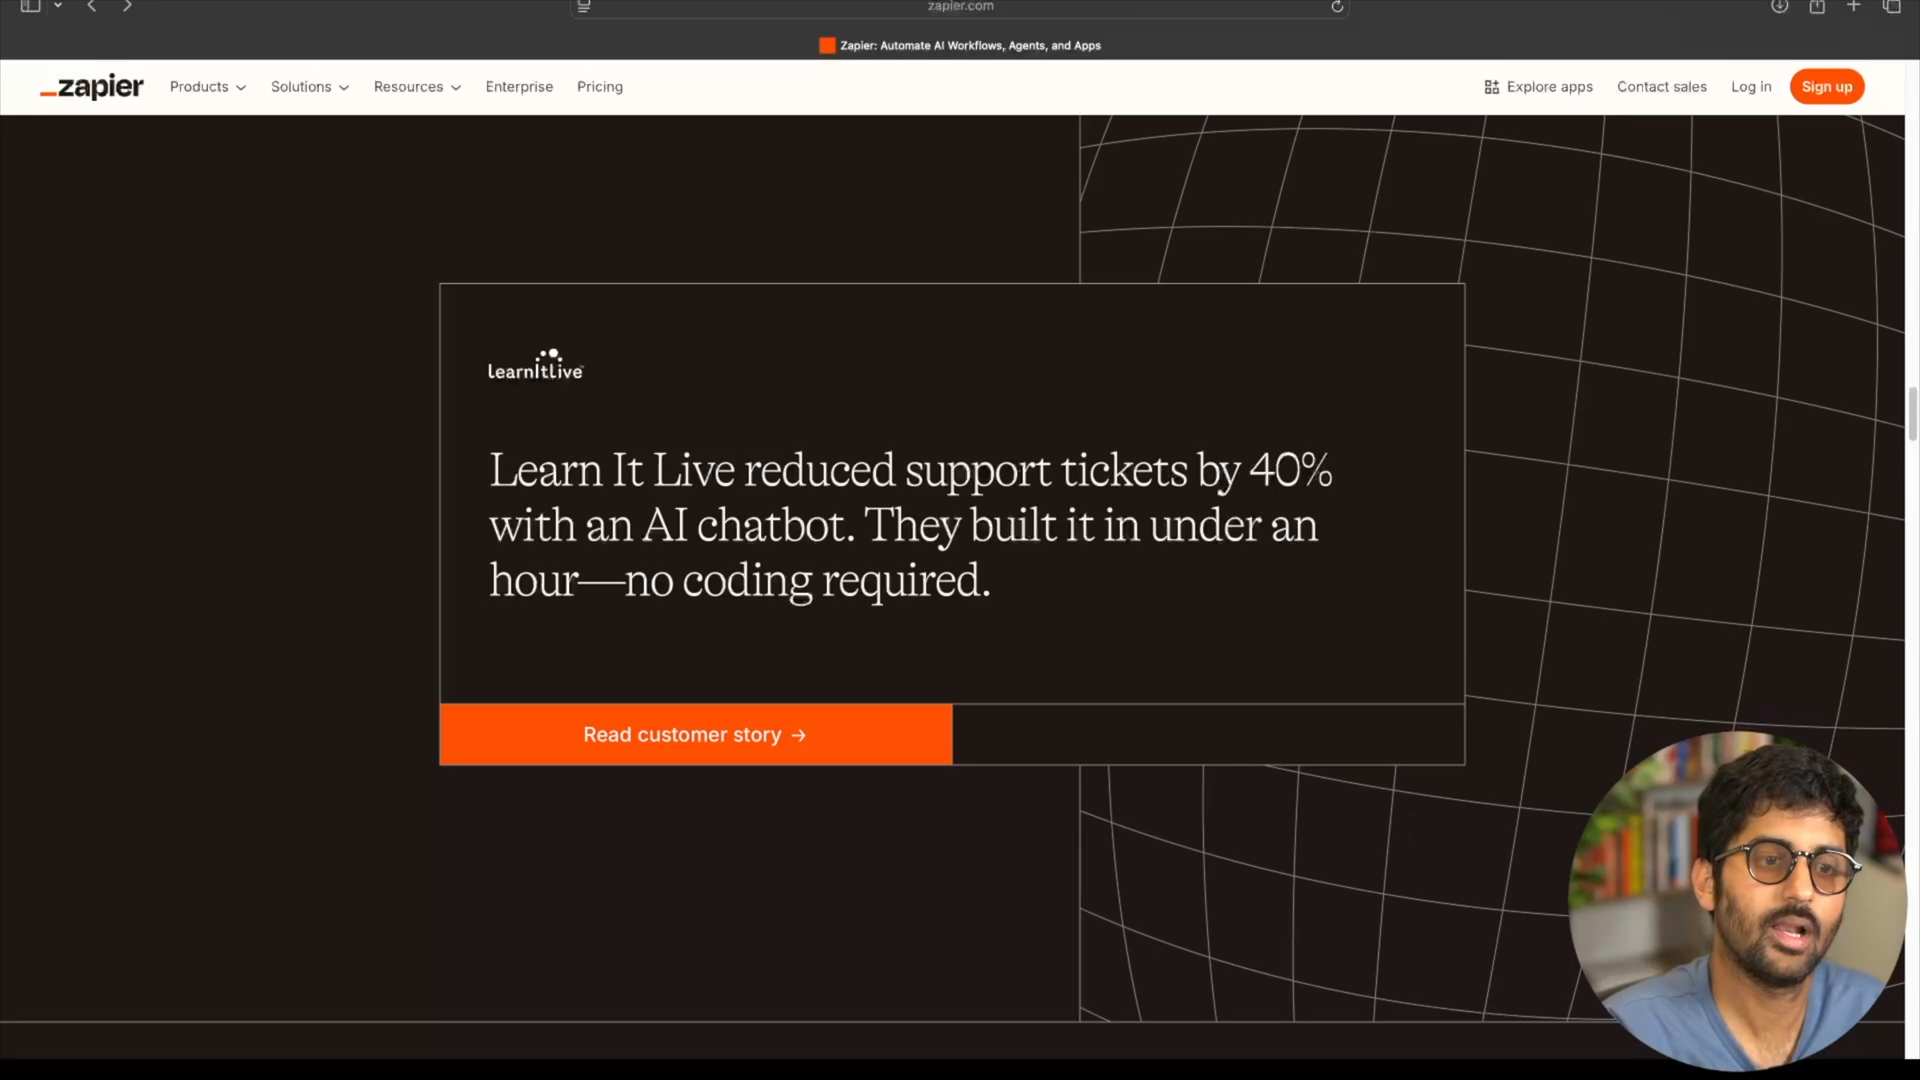 zapier.com
Zapier: Automate AI Workflows, Agents, and Apps
zapier
Products
Solutions
Resources
Enterprise
Pricing
Explore apps
Contact sales
Log in
Sign up
learnItLive
Learn It Live reduced support tickets by 40%
with an AI chatbot. They built it in under an
hour—no coding required.
Read customer story →